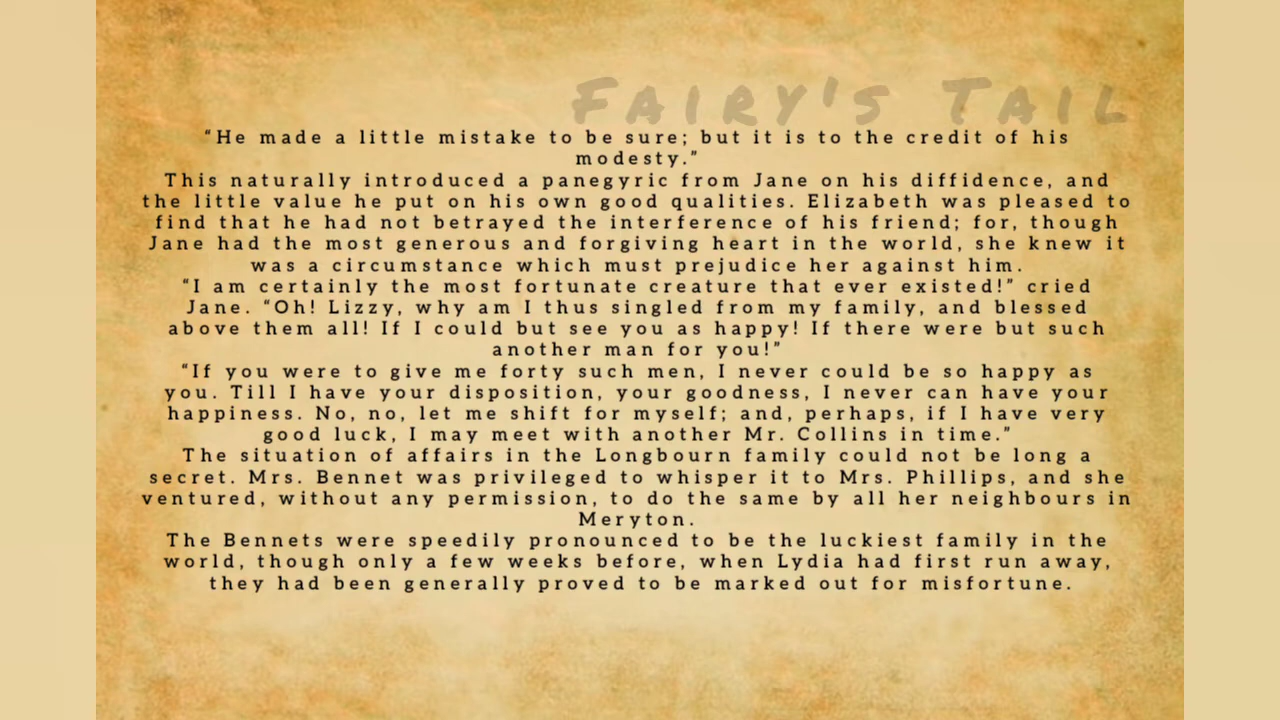 Fairy's Tail
“He made a little mistake to be sure; but it is to the credit of his
modesty.”
This naturally introduced a panegyric from Jane on his diffidence, and
the little value he put on his own good qualities. Elizabeth was pleased to
find that he had not betrayed the interference of his friend; for, though
Jane had the most generous and forgiving heart in the world, she knew it
was a circumstance which must prejudice her against him.
“I am certainly the most fortunate creature that ever existed!” cried
Jane. “Oh! Lizzy, why am I thus singled from my family, and blessed
above them all! If I could but see you as happy! If there were but such
another man for you!”
“If you were to give me forty such men, I never could be so happy as
you. Till I have your disposition, your goodness, I never can have your
happiness. No, no, let me shift for myself; and, perhaps, if I have very
good luck, I may meet with another Mr. Collins in time.”
The situation of affairs in the Longbourn family could not be long a
secret. Mrs. Bennet was privileged to whisper it to Mrs. Phillips, and she
ventured, without any permission, to do the same by all her neighbours in
Meryton.
The Bennets were speedily pronounced to be the luckiest family in the
world, though only a few weeks before, when Lydia had first run away,
they had been generally proved to be marked out for misfortune.